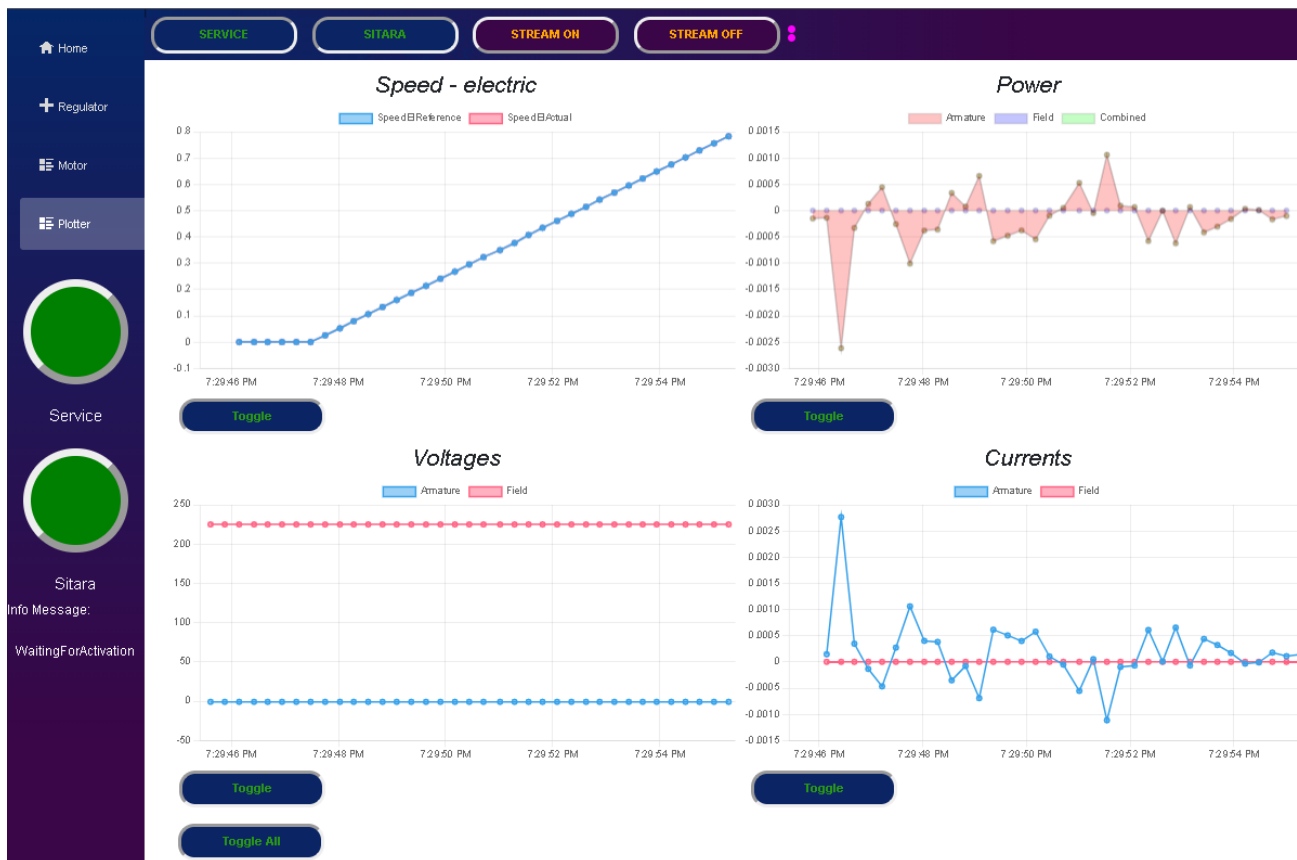 Home
Regulator
Motor
Plotter
Service
Sitara
Info Message:
WaitingForActivation
SERVICE
SITARA
STREAM ON
STREAM OFF
Speed - electric
SpeedElReference SpeedElActual
0.8
0.7
0.6
0.5
0.4
0.3
0.2
0.1
0
-0.1
7:29:46 PM 7:29:48 PM 7:29:50 PM 7:29:52 PM 7:29:54 PM
Toggle
Power
Armature Field Combined
0.0015
0.0010
0.0005
0
-0.0005
-0.0010
-0.0015
-0.0020
-0.0025
-0.0030
7:29:46 PM 7:29:48 PM 7:29:50 PM 7:29:52 PM 7:29:54 PM
Toggle
Voltages
Armature Field
250
200
150
100
50
0
-50
7:29:46 PM 7:29:48 PM 7:29:50 PM 7:29:52 PM 7:29:54 PM
Toggle
Currents
Armature Field
0.0030
0.0025
0.0020
0.0015
0.0010
0.0005
0
-0.0005
-0.0010
-0.0015
7:29:46 PM 7:29:48 PM 7:29:50 PM 7:29:52 PM 7:29:54 PM
Toggle
Toggle All